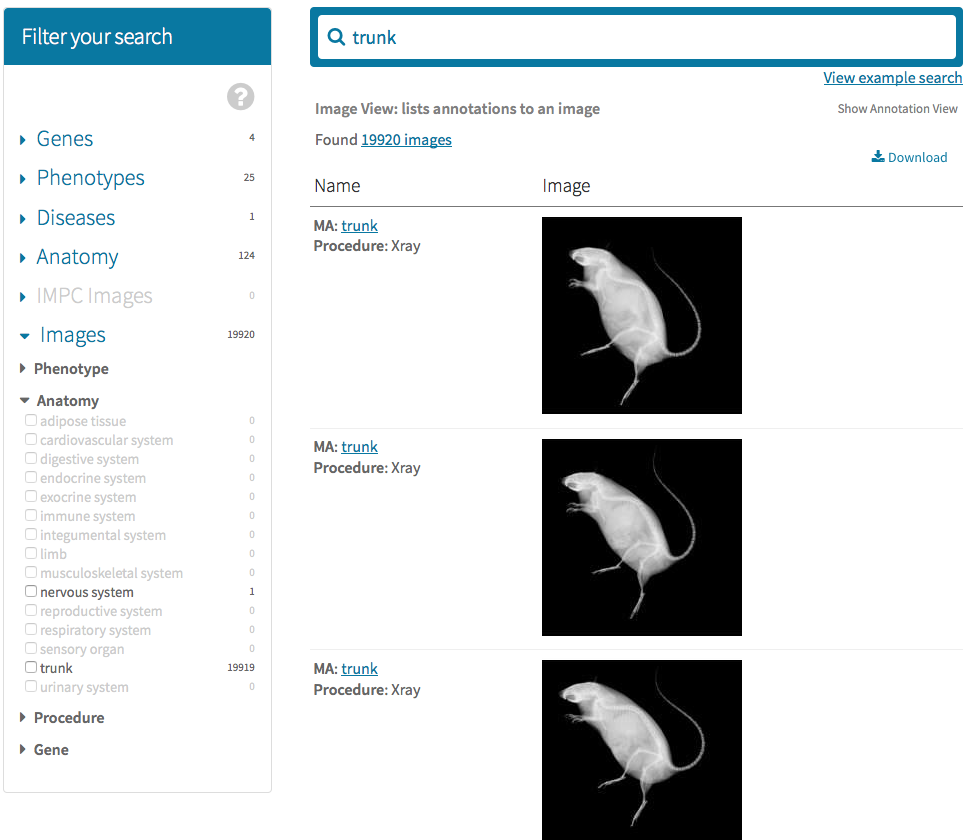 Filter your search
?
Genes 4
Phenotypes 25
Diseases 1
Anatomy 124
IMPC Images 0
Images 19920
Phenotype
Anatomy
adipose tissue 0
cardiovascular system 0
digestive system 0
endocrine system 0
exocrine system 0
immune system 0
integumental system 0
limb 0
musculoskeletal system 0
nervous system 1
reproductive system 0
respiratory system 0
sensory organ 0
trunk 19919
urinary system 0
Procedure
Gene
trunk
View example search
Image View: lists annotations to an image
Show Annotation View
Found 19920 images
Download
Name Image
MA: trunk
Procedure: Xray
MA: trunk
Procedure: Xray
MA: trunk
Procedure: Xray